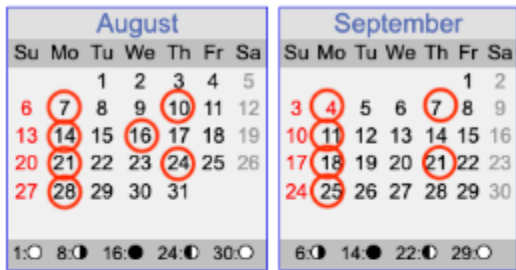 August
Su Mo Tu We Th Fr Sa
1 2 3 4 5
6 7 8 9 10 11 12
13 14 15 16 17 18 19
20 21 22 23 24 25 26
27 28 29 30 31
1: 8: 16: 24: 30:
September
Su Mo Tu We Th Fr Sa
1 2
3 4 5 6 7 8 9
10 11 12 13 14 15 16
17 18 19 20 21 22 23
24 25 26 27 28 29 30
6: 14: 22: 29: